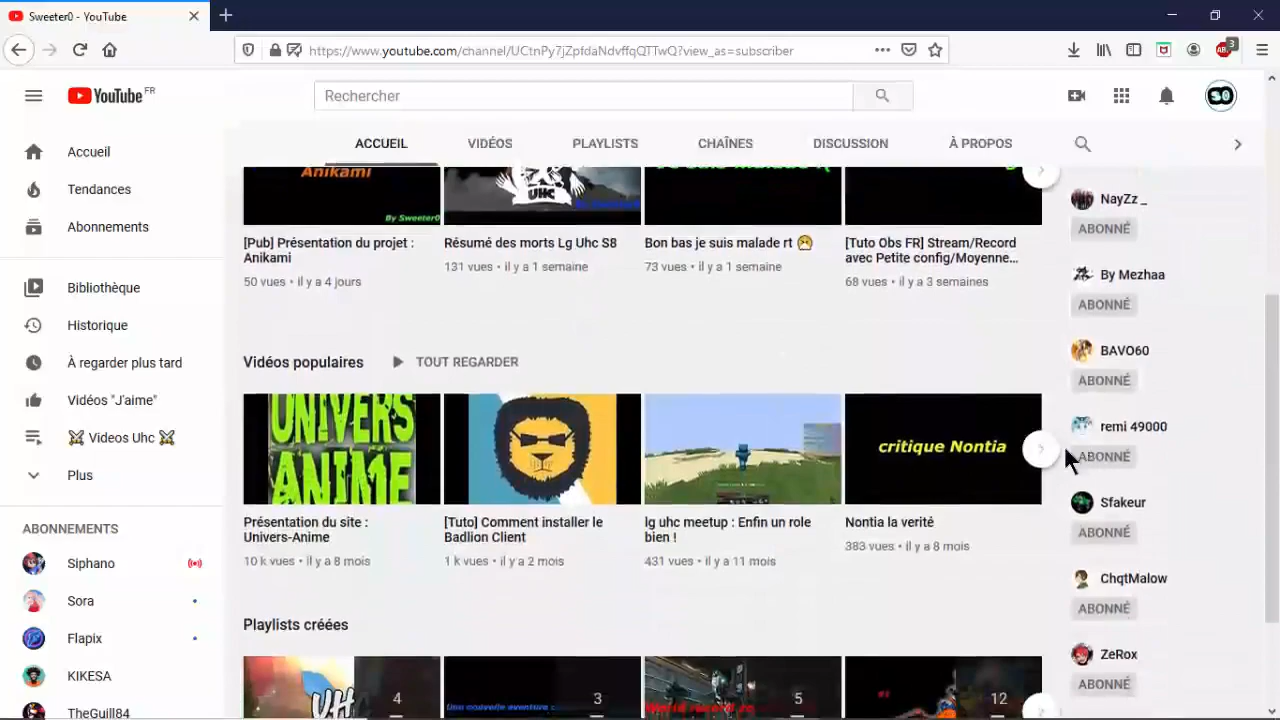 Sweeter0 - YouTube
https://www.youtube.com/channel/UCtnPy7jZpfdaNdvffqQTTwQ?view_as=subscriber
3
YouTube FR
Rechercher
S0
ACCUEIL
VIDÉOS
PLAYLISTS
CHAÎNES
DISCUSSION
À PROPOS
Accueil
Tendances
Abonnements
Bibliothèque
Historique
À regarder plus tard
Vidéos "J'aime"
Videos Uhc
Plus
ABONNEMENTS
Siphano
Sora
Flapix
KIKESA
TheGuill84
Anikami
By Sweeter0
UHC
[Pub] Présentation du projet :
Anikami
50 vues • il y a 4 jours
Résumé des morts Lg Uhc S8
131 vues • il y a 1 semaine
Bon bas je suis malade rt
73 vues • il y a 1 semaine
[Tuto Obs FR] Stream/Record
avec Petite config/Moyenne...
68 vues • il y a 3 semaines
Vidéos populaires
TOUT REGARDER
UNIVERS
ANIME
critique Nontia
Présentation du site :
Univers-Anime
10 k vues • il y a 8 mois
[Tuto] Comment installer le
Badlion Client
1 k vues • il y a 2 mois
lg uhc meetup : Enfin un role
bien !
431 vues • il y a 11 mois
Nontia la verité
383 vues • il y a 8 mois
Playlists créées
4
Une nouvelle aventure :
3
5
#1
12
NayZz _
ABONNÉ
By Mezhaa
ABONNÉ
BAVO60
ABONNÉ
remi 49000
ABONNÉ
Sfakeur
ABONNÉ
ChqtMalow
ABONNÉ
ZeRox
ABONNÉ